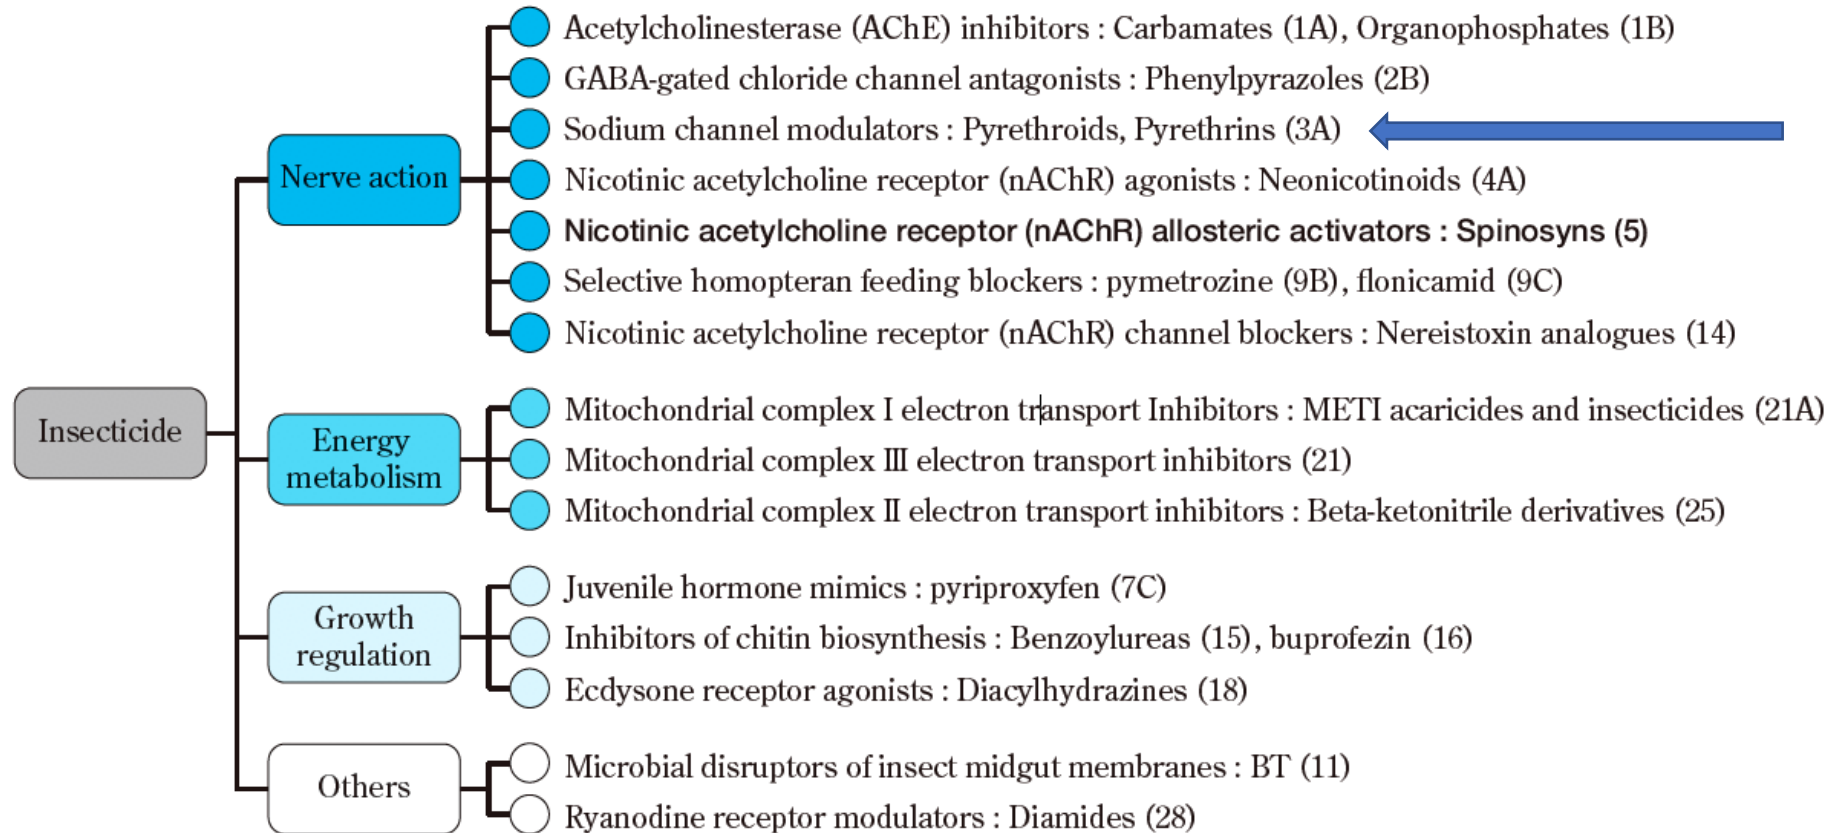 Acetylcholinesterase (AChE) inhibitors : Carbamates (1A), Organophosphates (1B)
GABA-gated chloride channel antagonists : Phenylpyrazoles (2B)
Sodium channel modulators : Pyrethroids, Pyrethrins (3A)
Nerve action
Nicotinic acetylcholine receptor (nAChR) agonists : Neonicotinoids (4A)
Nicotinic acetylcholine receptor (nAChR) allosteric activators : Spinosyns (5)
Selective homopteran feeding blockers : pymetrozine (9B), flonicamid (9C)
Nicotinic acetylcholine receptor (nAChR) channel blockers : Nereistoxin analogues (14)
Insecticide
Energy
metabolism
Mitochondrial complex I electron transport Inhibitors : METI acaricides and insecticides (21A)
Mitochondrial complex III electron transport inhibitors (21)
Mitochondrial complex II electron transport inhibitors : Beta-ketonitrile derivatives (25)
Growth
regulation
Juvenile hormone mimics : pyriproxyfen (7C)
Inhibitors of chitin biosynthesis : Benzoylureas (15), buprofezin (16)
Ecdysone receptor agonists : Diacylhydrazines (18)
Others
Microbial disruptors of insect midgut membranes : BT (11)
Ryanodine receptor modulators : Diamides (28)